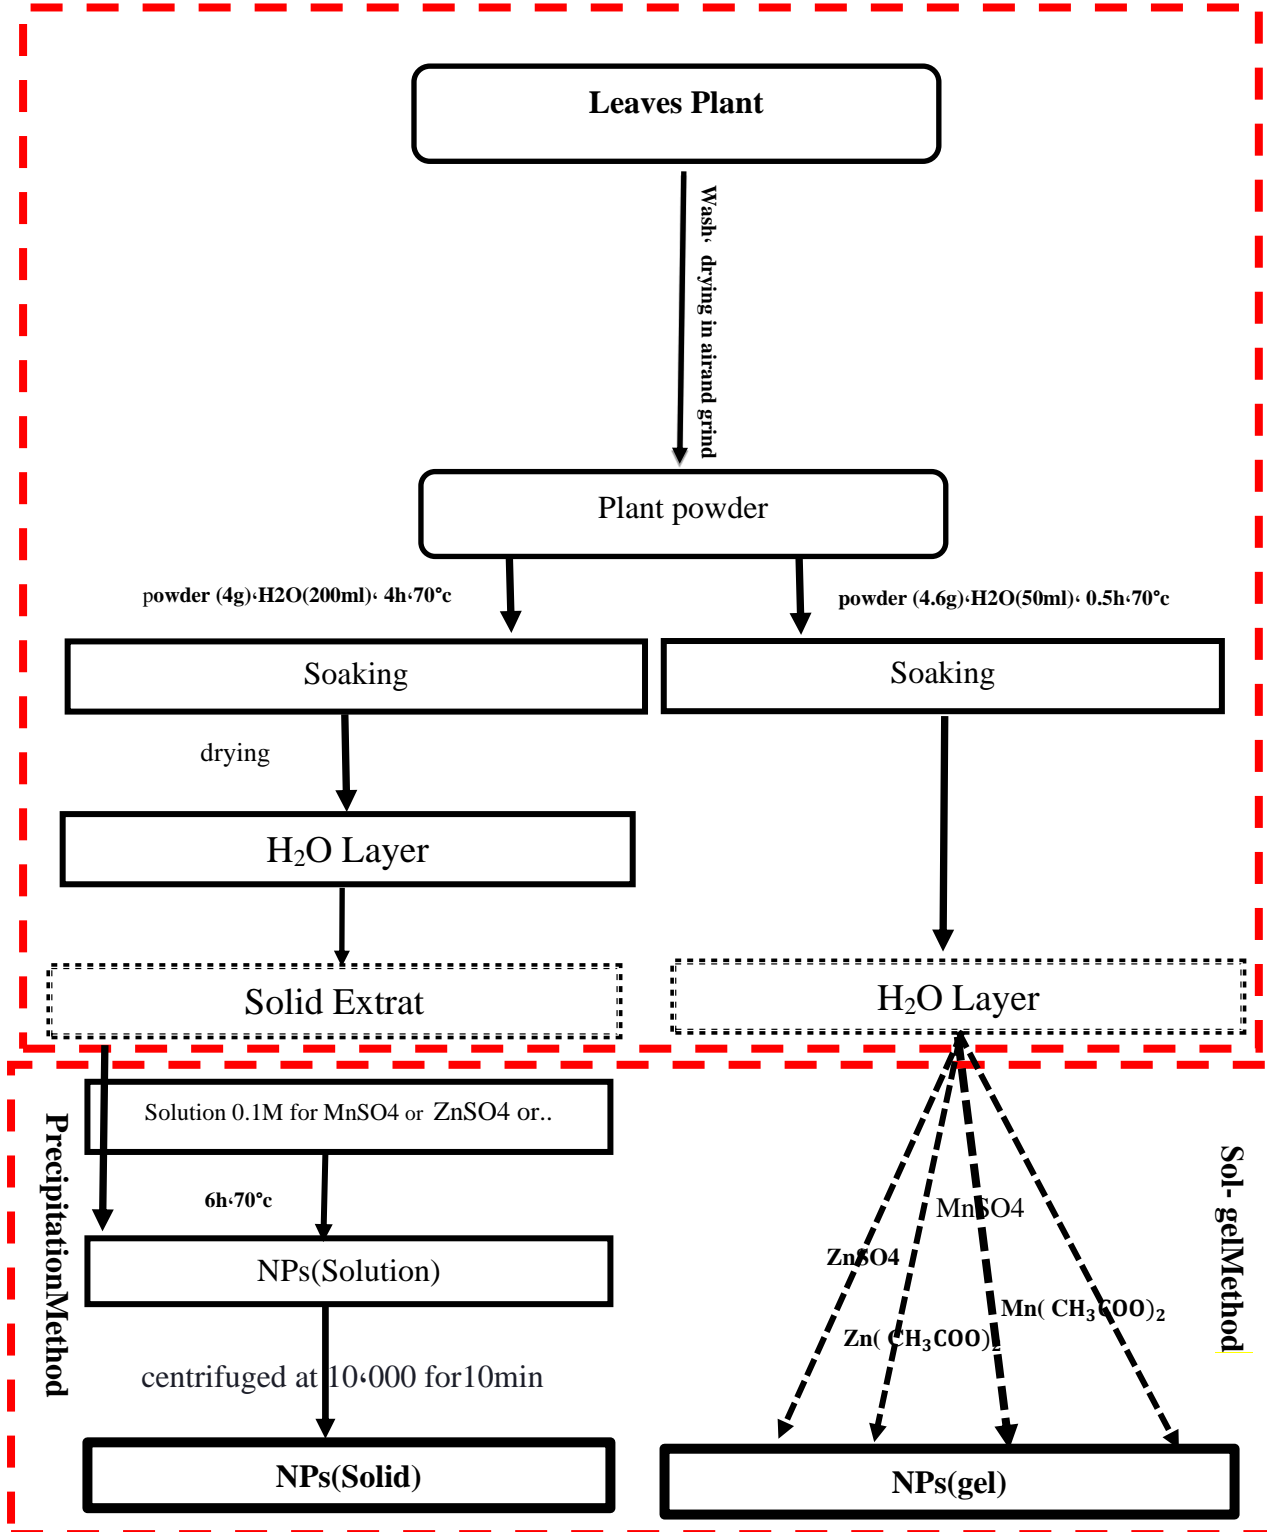 Leaves Plant
Wash، drying in airand grind
Plant powder
powder (4g)،H2O(200ml)، 4h،70°c
powder (4.6g)،H2O(50ml)، 0.5h،70°c
Soaking
Soaking
drying
H₂O Layer
Solid Extrat
H₂O Layer
Solution 0.1M for MnSO4 or ZnSO4 or..
PrecipitationMethod
Sol- gelMethod
6h،70°c
MnSO4
ZnSO4
NPs(Solution)
Mn( CH₃COO)₂
Zn( CH₃COO)₂
centrifuged at 10،000 for10min
NPs(Solid)
NPs(gel)